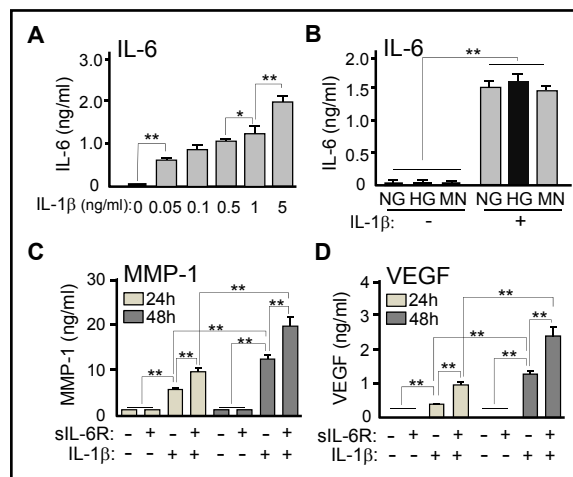 A
IL-6
IL-6 (ng/ml)
3.0
2.0
1.0
0
**
*
**
IL-1β (ng/ml): 0 0.05 0.1 0.5 1 5
B
IL-6
IL-6 (ng/ml)
2.0
1.5
1.0
0.5
0
**
NG HG MN NG HG MN
IL-1β: - +
C
MMP-1
MMP-1 (ng/ml)
30
20
10
0
24h
48h
**
**
**
**
**
**
**
sIL-6R: - + - + - + - +
IL-1β: - - + + - - + +
D
VEGF
VEGF (ng/ml)
4
3
2
1
0
24h
48h
**
**
**
**
**
**
sIL-6R: - + - + - + - +
IL-1β: - - + + - - + +